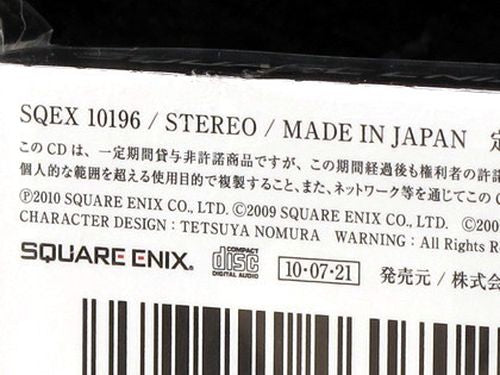 SQEX 10196 / STEREO / MADE IN JAPAN 定
このCDは、一定期間貸与非許諾商品ですが、この期間経過後も権利者の許諾
個人的な範囲を超える使用目的で複製すること、また、ネットワーク等を通じてこのC
Ⓟ2010 SQUARE ENIX CO., LTD. ©2009 SQUARE ENIX CO., LTD. ©200
CHARACTER DESIGN : TETSUYA NOMURA WARNING : All Rights R
SQUARE ENIX. COMPACT disc DIGITAL AUDIO 10・07・21 発売元 / 株式会